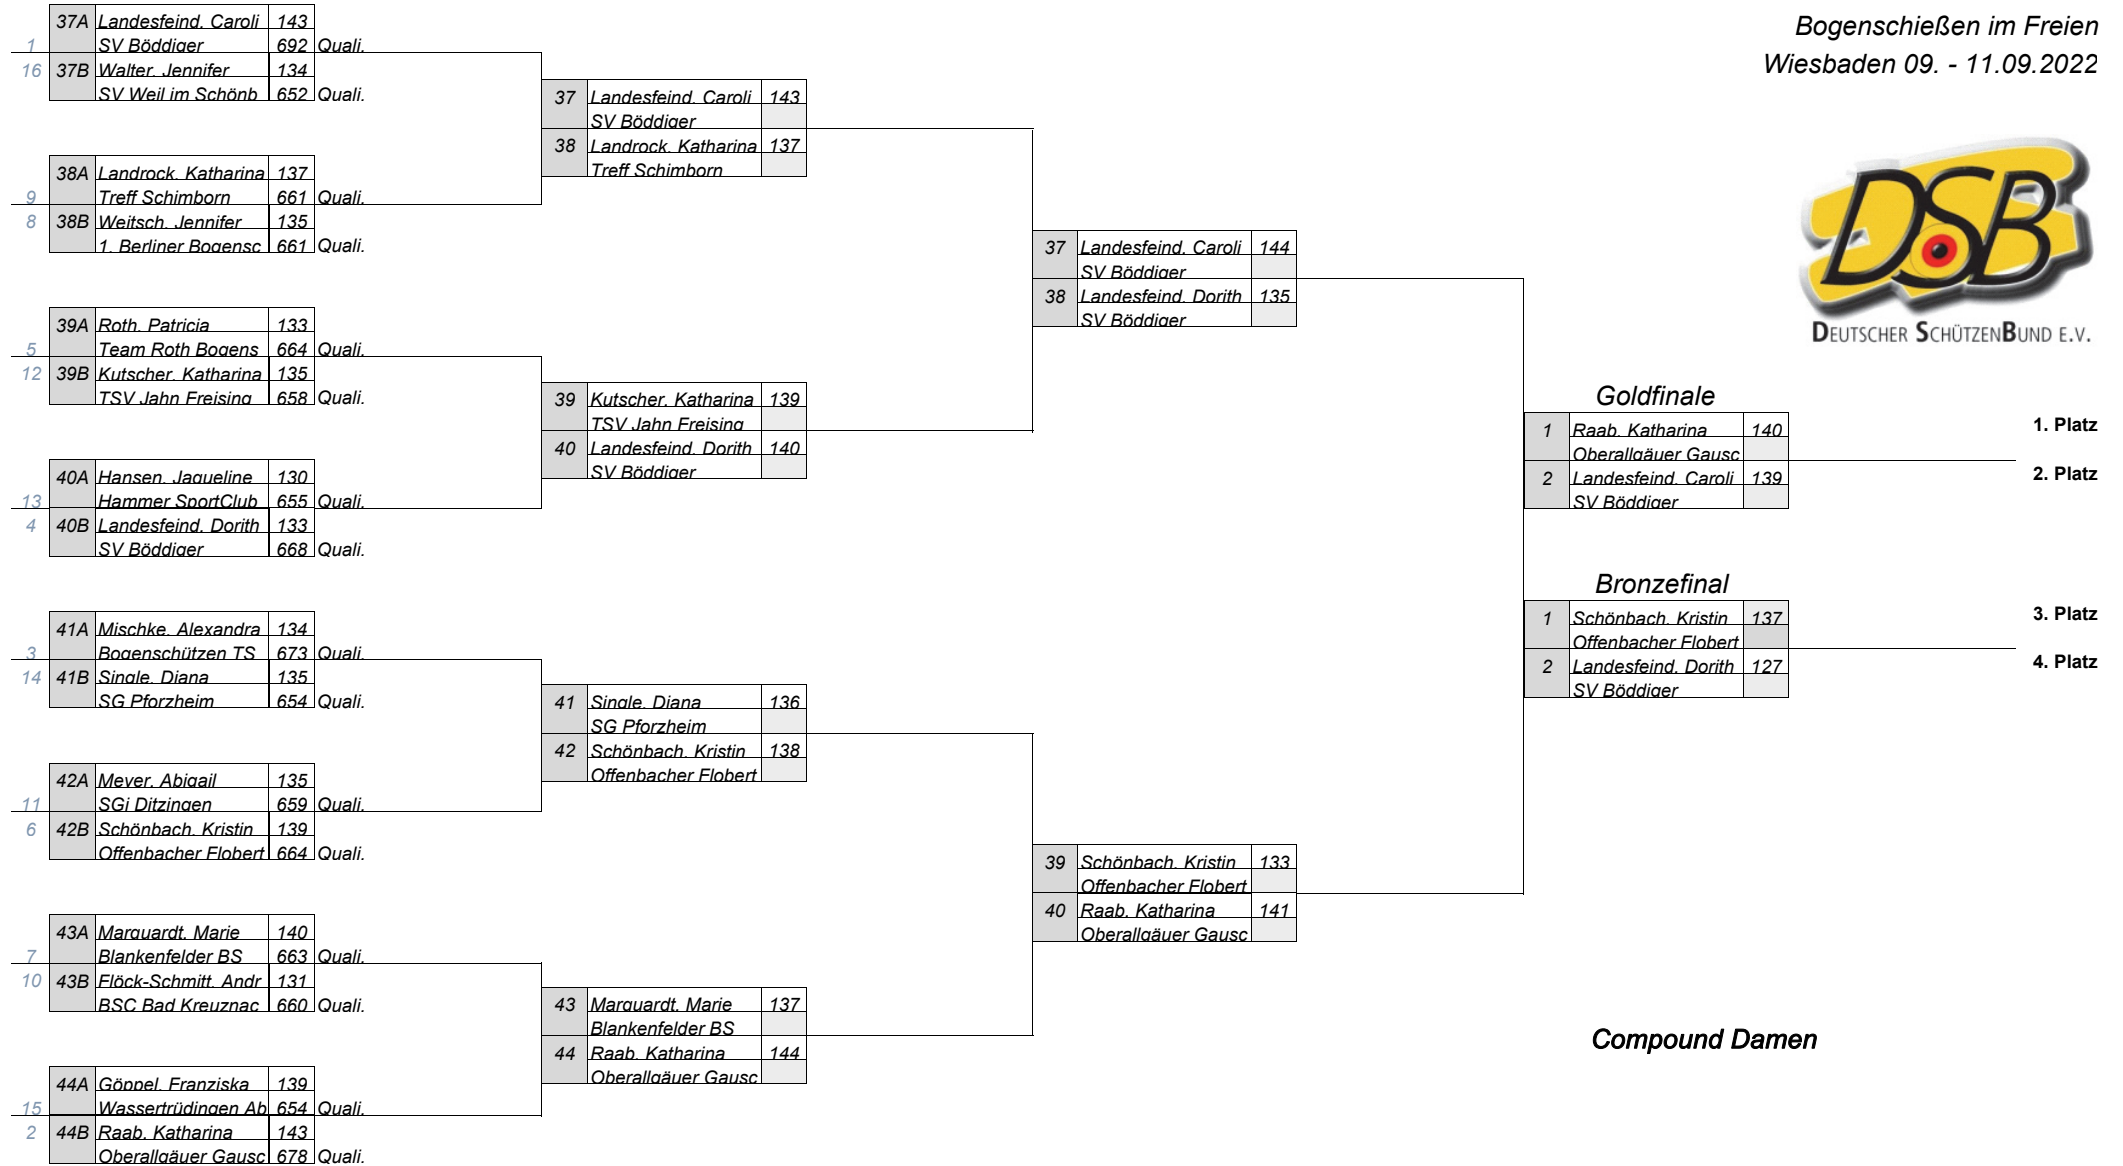 Bogenschießen im Freien
Wiesbaden 09. - 11.09.2022
DSB
DEUTSCHER SCHÜTZENBUND E.V.
37A Landesfeind, Caroli 143
1 SV Böddiger 692 Quali.
16 37B Walter, Jennifer 134
SV Weil im Schönb 652 Quali.
38A Landrock, Katharina 137
9 Treff Schimborn 661 Quali.
8 38B Weitsch, Jennifer 135
1. Berliner Bogensc 661 Quali.
39A Roth, Patricia 133
5 Team Roth Bogens 664 Quali.
12 39B Kutscher, Katharina 135
TSV Jahn Freising 658 Quali.
40A Hansen, Jaqueline 130
13 Hammer SportClub 655 Quali.
4 40B Landesfeind, Dorith 133
SV Böddiger 668 Quali.
41A Mischke, Alexandra 134
3 Bogenschützen TS 673 Quali.
14 41B Single, Diana 135
SG Pforzheim 654 Quali.
42A Meyer, Abigail 135
11 SGi Ditzingen 659 Quali.
6 42B Schönbach, Kristin 139
Offenbacher Flobert 664 Quali.
43A Marquardt, Marie 140
7 Blankenfelder BS 663 Quali.
10 43B Flöck-Schmitt, Andr 131
BSC Bad Kreuznac 660 Quali.
44A Göppel, Franziska 139
15 Wassertrüdingen Ab 654 Quali.
2 44B Raab, Katharina 143
Oberallgäuer Gausc 678 Quali.
37 Landesfeind, Caroli 143
SV Böddiger
38 Landrock, Katharina 137
Treff Schimborn
39 Kutscher, Katharina 139
TSV Jahn Freising
40 Landesfeind, Dorith 140
SV Böddiger
41 Single, Diana 136
SG Pforzheim
42 Schönbach, Kristin 138
Offenbacher Flobert
43 Marquardt, Marie 137
Blankenfelder BS
44 Raab, Katharina 144
Oberallgäuer Gausc
37 Landesfeind, Caroli 144
SV Böddiger
38 Landesfeind, Dorith 135
SV Böddiger
39 Schönbach, Kristin 133
Offenbacher Flobert
40 Raab, Katharina 141
Oberallgäuer Gausc
Goldfinale
1 Raab, Katharina 140 1. Platz
Oberallgäuer Gausc
2 Landesfeind, Caroli 139 2. Platz
SV Böddiger
Bronzefinal
1 Schönbach, Kristin 137 3. Platz
Offenbacher Flobert
2 Landesfeind, Dorith 127 4. Platz
SV Böddiger
Compound Damen